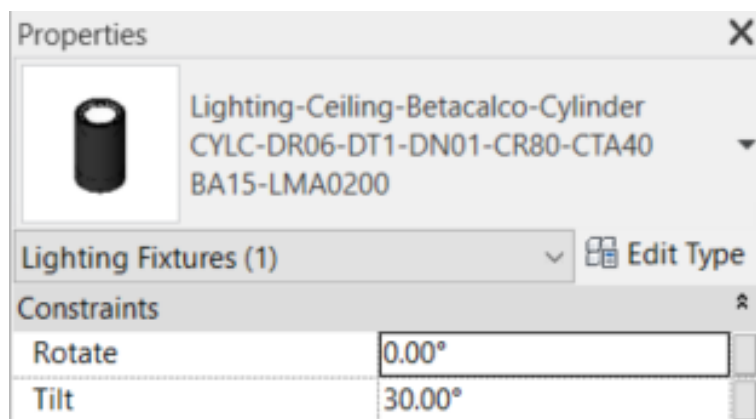 Properties
Lighting-Ceiling-Betacalco-Cylinder
CYLC-DR06-DT1-DN01-CR80-CTA40
BA15-LMA0200
Lighting Fixtures (1)
Edit Type
Constraints
Rotate 0.00°
Tilt 30.00°